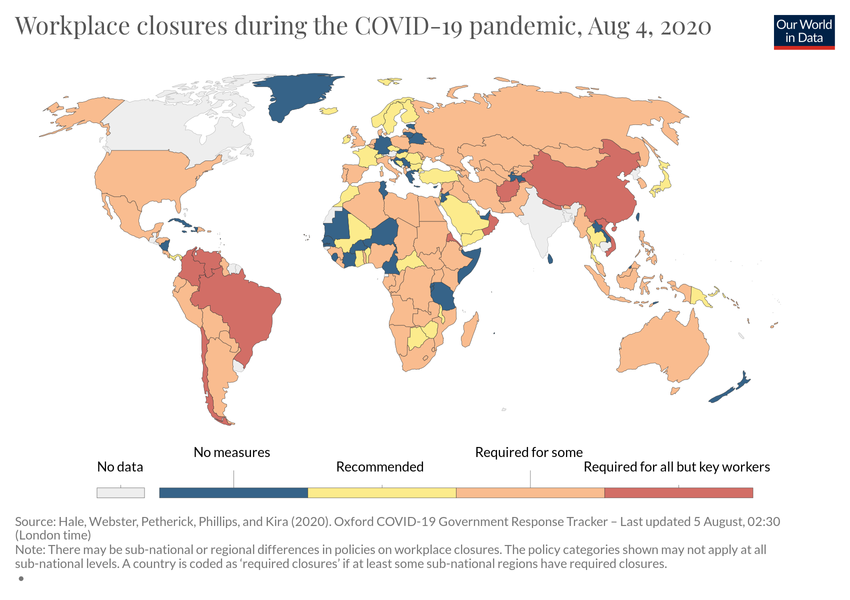 Workplace closures during the COVID-19 pandemic, Aug 4, 2020
Our World
in Data
No data
No measures
Recommended
Required for some
Required for all but key workers
Source: Hale, Webster, Petherick, Phillips, and Kira (2020). Oxford COVID-19 Government Response Tracker – Last updated 5 August, 02:30
(London time)
Note: There may be sub-national or regional differences in policies on workplace closures. The policy categories shown may not apply at all
sub-national levels. A country is coded as 'required closures' if at least some sub-national regions have required closures.
•